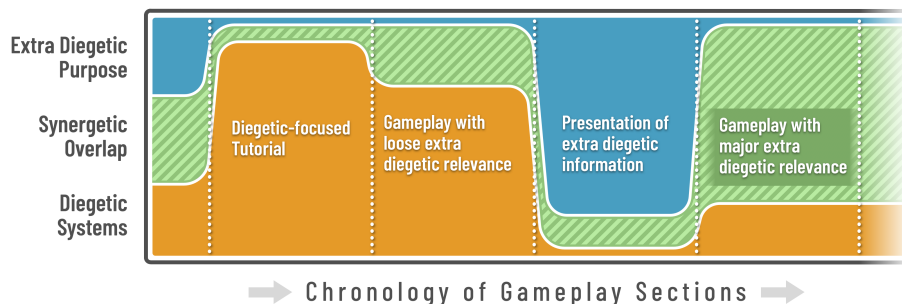 Extra Diegetic
Purpose
Synergetic
Overlap
Diegetic
Systems
Diegetic-focused
Tutorial
Gameplay with
loose extra
diegetic relevance
Presentation of
extra diegetic
information
Gameplay with
major extra
diegetic relevance
Chronology of Gameplay Sections